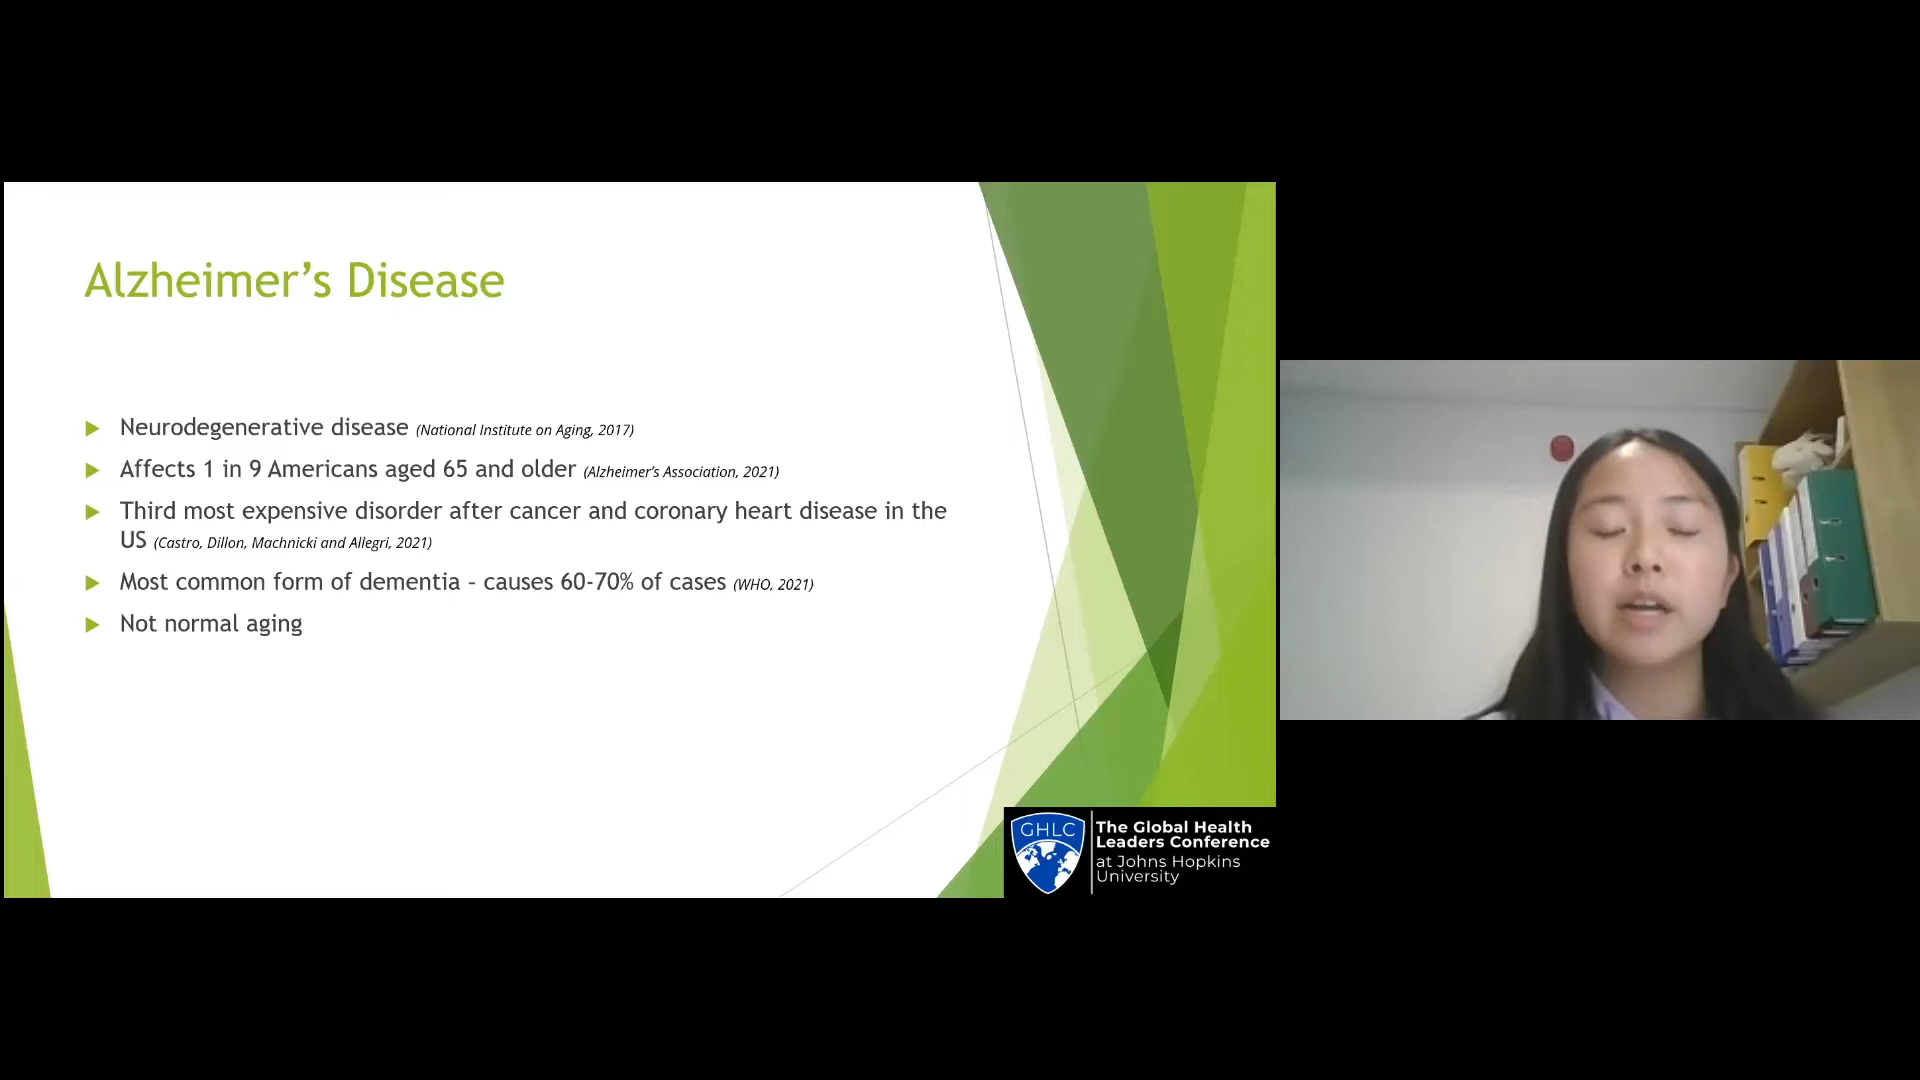 Alzheimer’s Disease
Neurodegenerative disease (National Institute on Aging, 2017)
Affects 1 in 9 Americans aged 65 and older (Alzheimer’s Association, 2021)
Third most expensive disorder after cancer and coronary heart disease in the
US (Castro, Dillon, Machnicki and Allegri, 2021)
Most common form of dementia – causes 60-70% of cases (WHO, 2021)
Not normal aging
GHLC
The Global Health
Leaders Conference
at Johns Hopkins
University